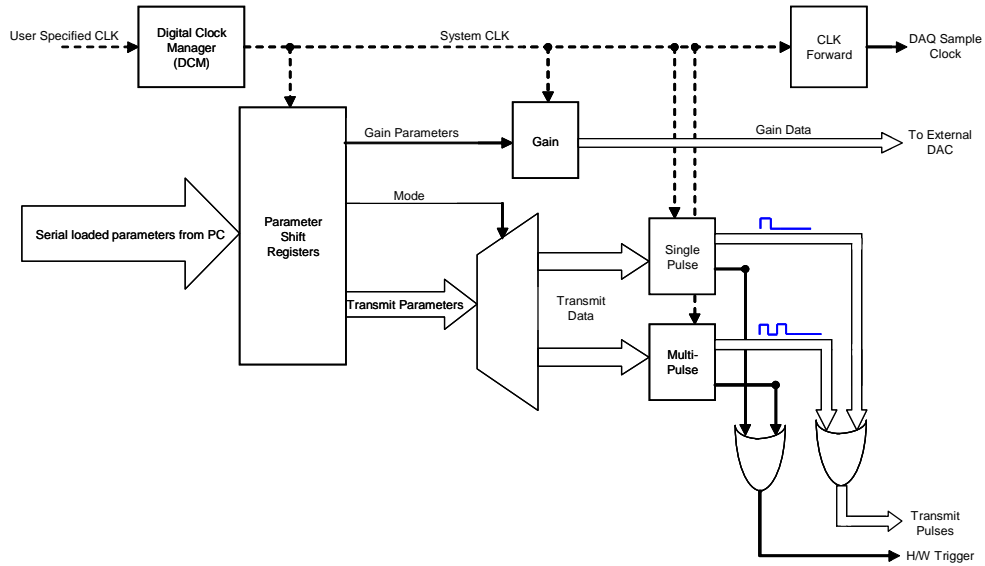 User Specified CLK
Digital Clock
Manager
(DCM)
System CLK
CLK
Forward
DAQ Sample
Clock
Gain Parameters
Gain
Gain Data
To External
DAC
Mode
Serial loaded parameters from PC
Parameter
Shift
Registers
Transmit Parameters
Transmit
Data
Single
Pulse
Multi-
Pulse
Transmit
Pulses
H/W Trigger